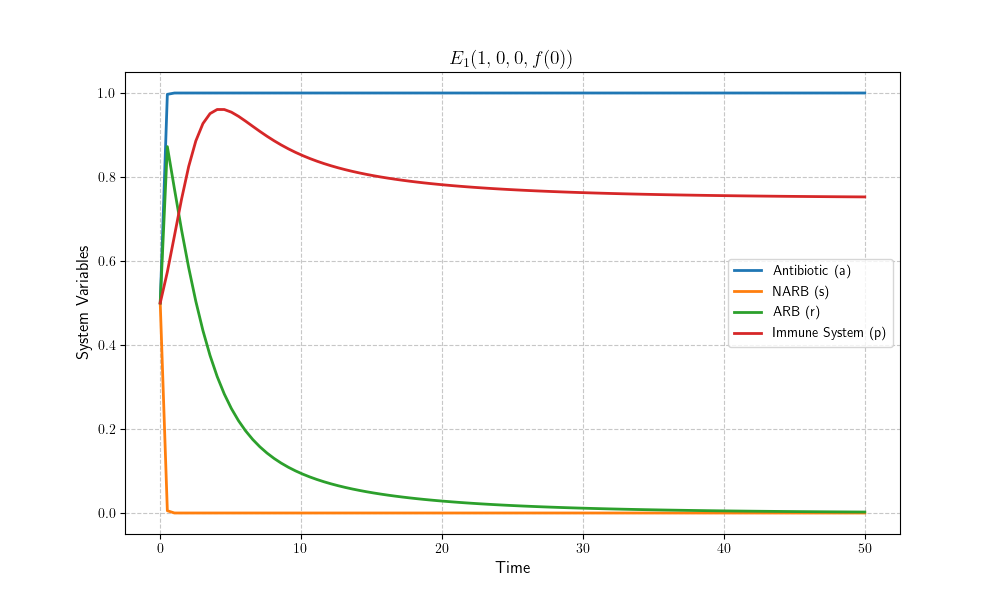 E₁(1, 0, 0, f(0))
System Variables
1.0
0.8
0.6
0.4
0.2
0.0
Antibiotic (a)
NARB (s)
ARB (r)
Immune System (p)
0 10 20 30 40 50
Time